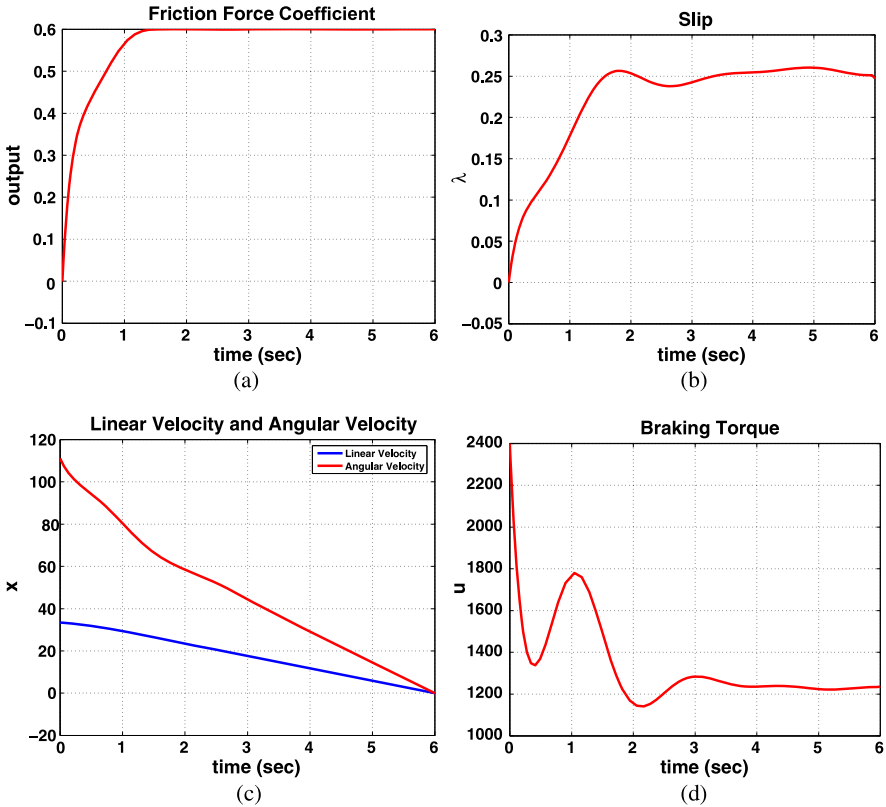 Friction Force Coefficient
0.6
0.5
0.4
0.3
0.2
0.1
0
−0.1
output
0 1 2 3 4 5 6
time (sec)
(a)
Slip
0.3
0.25
0.2
0.15
0.1
0.05
0
−0.05
λ
0 1 2 3 4 5 6
time (sec)
(b)
Linear Velocity and Angular Velocity
120
100
80
60
40
20
0
−20
x
Linear Velocity
Angular Velocity
0 1 2 3 4 5 6
time (sec)
(c)
Braking Torque
2400
2200
2000
1800
1600
1400
1200
1000
u
0 1 2 3 4 5 6
time (sec)
(d)